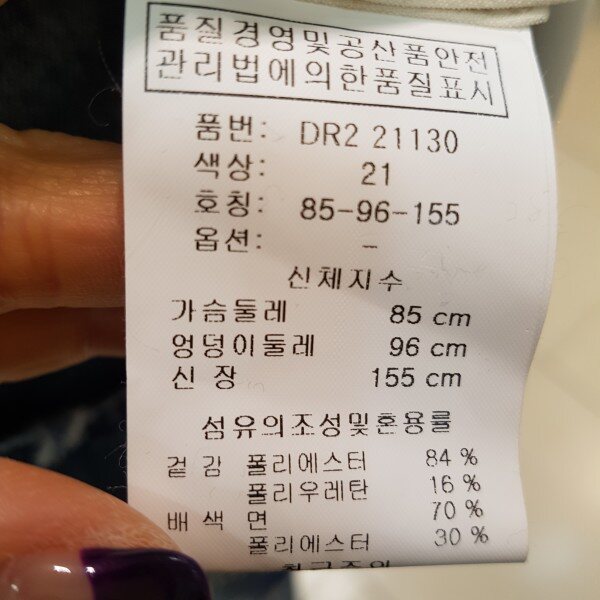 품질경영및공산품안전
관리법에의한품질표시
품번: DR2 21130
색상: 21
호칭: 85-96-155
옵션: -
신체지수
가슴둘레 85 cm
엉덩이둘레 96 cm
신 장 155 cm
섬유의조성및혼용률
겉 감 폴리에스터 84 %
폴리우레탄 16 %
배 색 면 70 %
폴리에스터 30 %